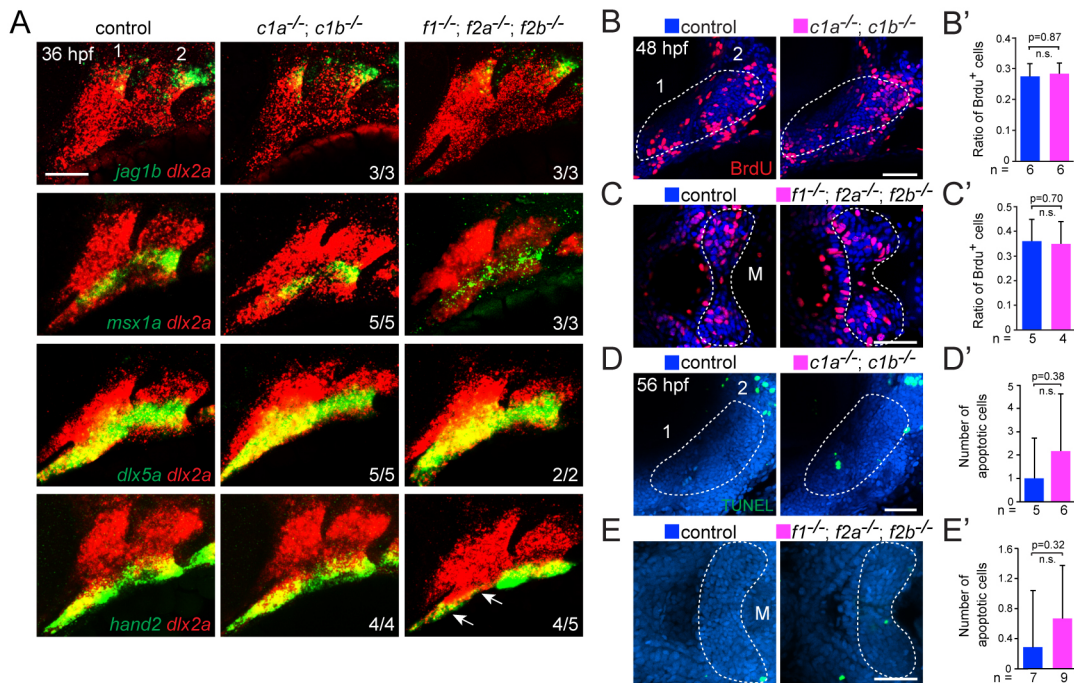 A
control
c1a-/-; c1b-/-
f1-/-; f2a-/-; f2b-/-
36 hpf
1
2
jag1b dlx2a
3/3
3/3
msx1a dlx2a
5/5
3/3
dlx5a dlx2a
5/5
2/2
hand2 dlx2a
4/4
4/5
B
control
c1a-/-; c1b-/-
48 hpf
1
2
BrdU
B'
p=0.87
n.s.
Ratio of Brdu+ cells
0.4
0.3
0.2
0.1
0
n =
6
6
C
control
f1-/-; f2a-/-; f2b-/-
M
C'
p=0.70
n.s.
Ratio of Brdu+ cells
0.5
0.4
0.3
0.2
0.1
0
n =
5
4
D
control
c1a-/-; c1b-/-
56 hpf
1
2
TUNEL
D'
p=0.38
n.s.
Number of
apoptotic cells
5
4
3
2
1
0
n =
5
6
E
control
f1-/-; f2a-/-; f2b-/-
M
E'
p=0.32
n.s.
Number of
apoptotic cells
1.6
1.2
0.8
0.4
0
n =
7
9